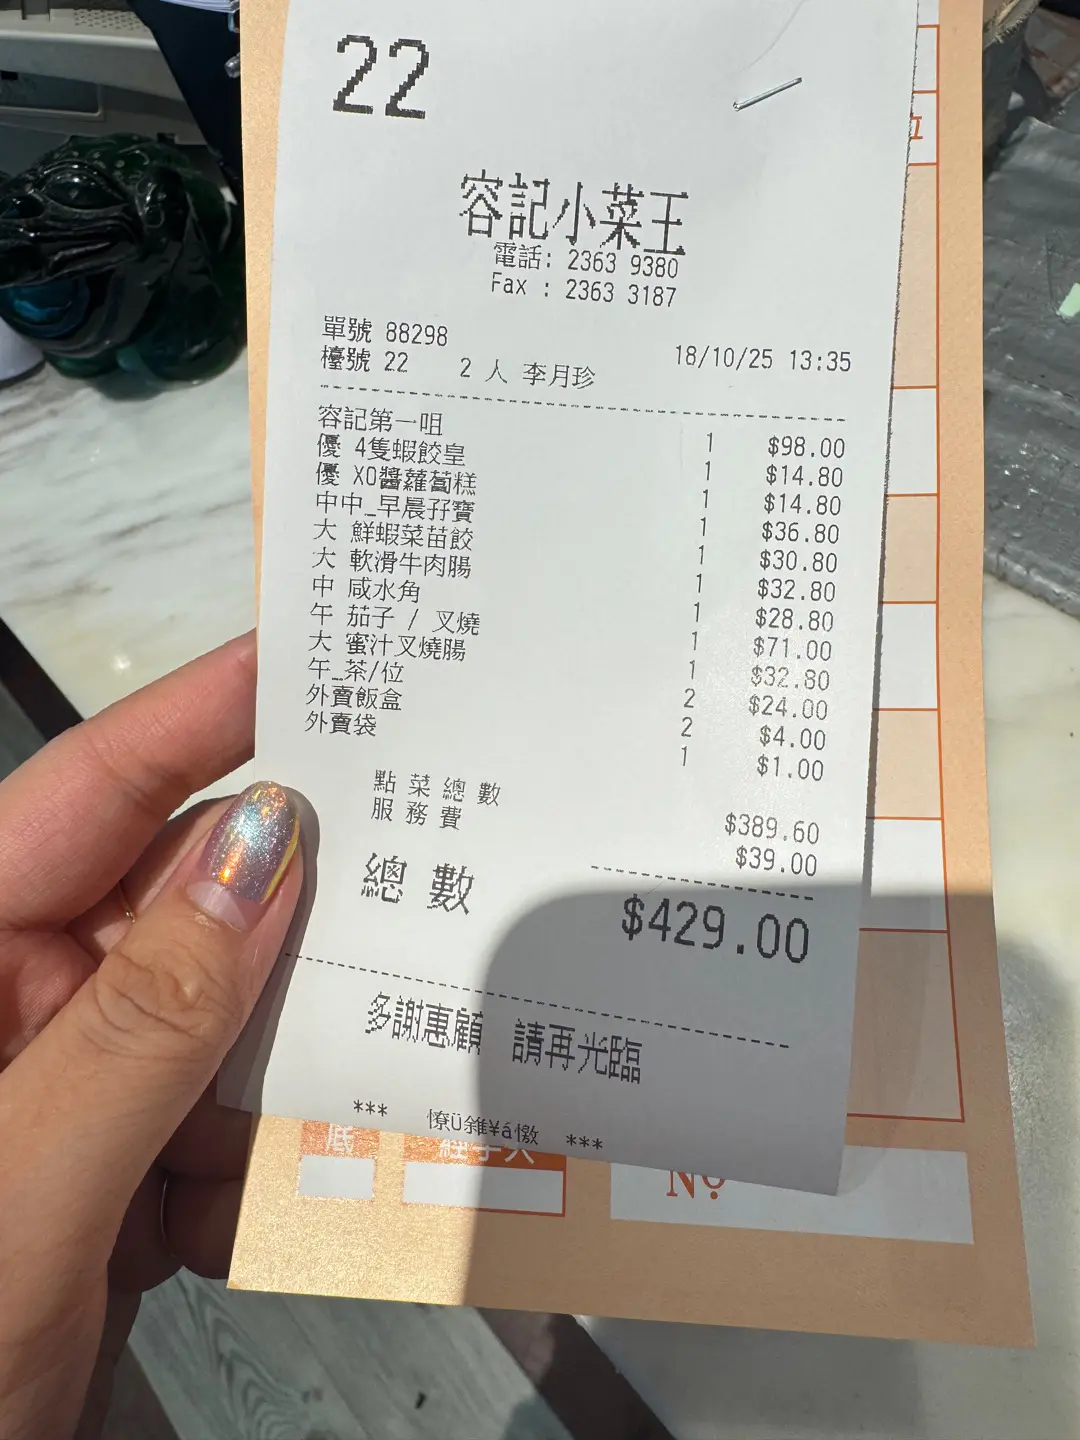 22
容記小菜王
電話: 2363 9380
Fax : 2363 3187
單號 88298
18/10/25 13:35
檯號 22 2 人 李月珍
容記第一咀 1 $98.00
優 4隻蝦餃皇 1 $14.80
優 XO醬蘿蔔糕 1 $14.80
中中_早晨孖寶 1 $36.80
大 鮮蝦菜苗餃 1 $30.80
大 軟滑牛肉腸 1 $32.80
中 咸水角 1 $28.80
午 茄子 / 叉燒 1 $71.00
大 蜜汁叉燒腸 1 $32.80
午_茶/位 2 $24.00
外賣飯盒 2 $4.00
外賣袋 1 $1.00
點菜總數 $389.60
服務費 $39.00
總數 $429.00
多謝惠顧 請再光臨
*** ***
經手人
No.